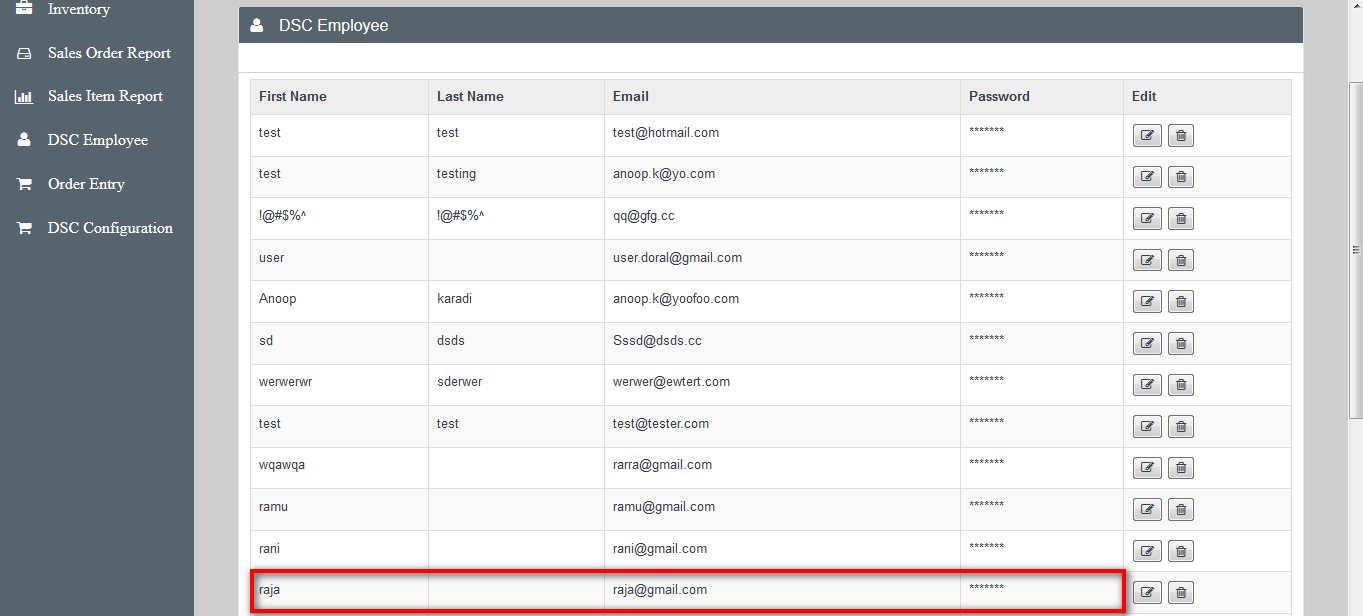 Inventory
Sales Order Report
Sales Item Report
DSC Employee
Order Entry
DSC Configuration
DSC Employee
First Name Last Name Email Password Edit
test test test@hotmail.com *******
test testing anoop.k@yo.com *******
!@#$%^ !@#$%^ qq@gfg.cc *******
user user.doral@gmail.com *******
Anoop karadi anoop.k@yoofoo.com *******
sd dsds Sssd@dsds.cc *******
werwerwr sderwer werwer@ewtert.com *******
test test test@tester.com *******
wqawqa rarra@gmail.com *******
ramu ramu@gmail.com *******
rani rani@gmail.com *******
raja raja@gmail.com *******